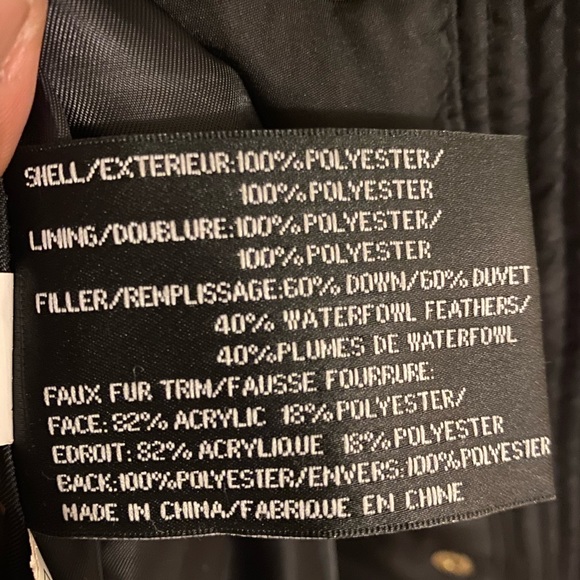 SHELL/EXTERIEUR:100%POLYESTER/
100%POLYESTER
LINING/DOUBLURE:100%POLYESTER/
100%POLYESTER
FILLER/REMPLISSAGE:60% DOWN/60% DUVET
40% WATERFOWL FEATHERS/
40%PLUMES DE WATERFOWL
FAUX FUR TRIM/FAUSSE FOURRURE:
FACE:82% ACRYLIC 18%POLYESTER/
EDROIT:82% ACRYLIQUE 18%POLYESTER
BACK:100%POLYESTER/ENVERS:100%POLYESTER
MADE IN CHINA/FABRIQUE EN CHINE